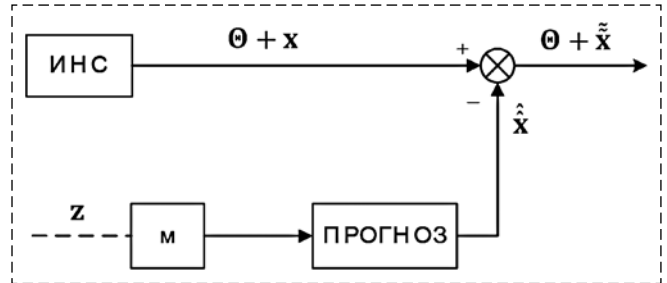 Θ + x
Θ + x̃̃
ИНС
+
−
x̂̂
z
м
ПРОГНОЗ